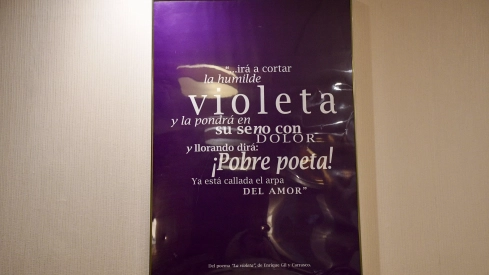 "...irá a cortar
la humilde
violeta
y la pondrá en
su seno con
DOLOR
y llorando dirá:
¡Pobre poeta!
Ya está callada el arpa
DEL AMOR"
Del poema "La violeta", de Enrique Gil y Carrasco.